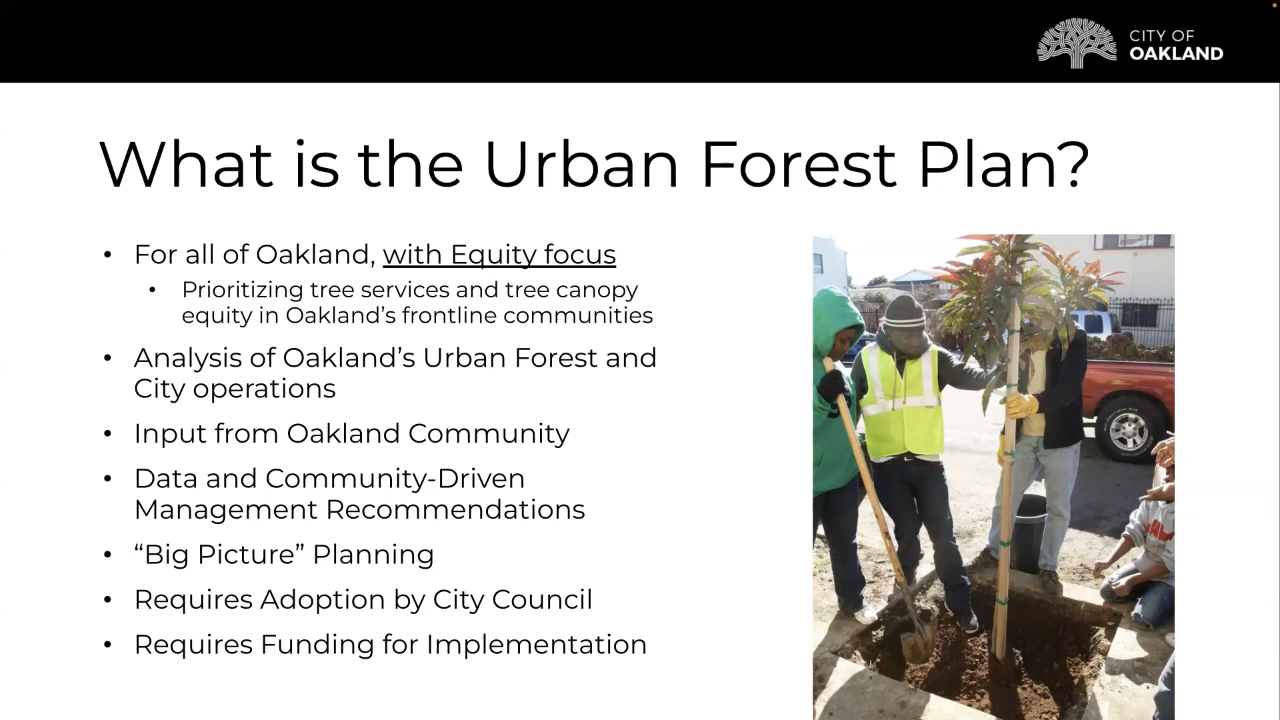 CITY OF
OAKLAND
What is the Urban Forest Plan?
• For all of Oakland, with Equity focus
• Prioritizing tree services and tree canopy
equity in Oakland’s frontline communities
• Analysis of Oakland’s Urban Forest and
City operations
• Input from Oakland Community
• Data and Community-Driven
Management Recommendations
• “Big Picture” Planning
• Requires Adoption by City Council
• Requires Funding for Implementation